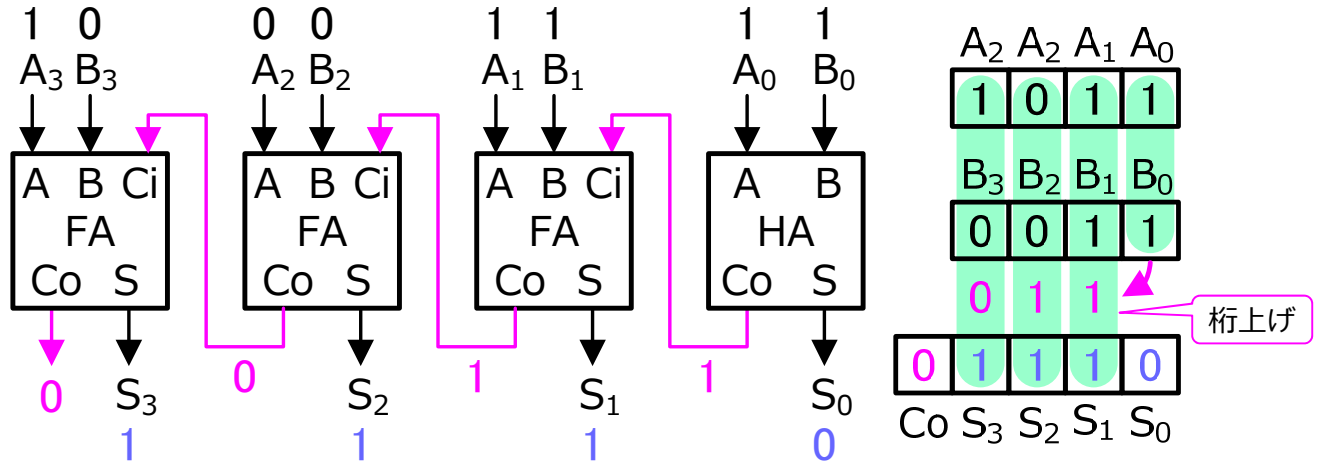 1 0 0 0 1 1 1 1
A₃ B₃ A₂ B₂ A₁ B₁ A₀ B₀
A B Ci A B Ci A B Ci A B
FA FA FA HA
Co S Co S Co S Co S
0 1 1
0 S₃ S₂ S₁ S₀
1 1 1 0
A₂ A₂ A₁ A₀
1 0 1 1
B₃ B₂ B₁ B₀
0 0 1 1
0 1 1
桁上げ
0 1 1 1 0
Co S₃ S₂ S₁ S₀